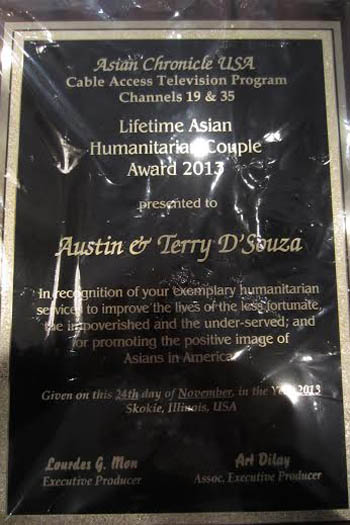 Asian Chronicle USA
Cable Access Television Program
Channels 19 & 35
Lifetime Asian
Humanitarian Couple
Award 2013
presented to
Austin & Terry D'Souza
In recognition of your exemplary humanitarian
services to improve the lives of the less fortunate,
the impoverished and the under-served; and
for promoting the positive image of
Asians in America
Given on this 24th day of November, in the Year 2013
Skokie, Illinois, USA
Lourdes G. Mon
Executive Producer
Art Dilay
Assoc. Executive Producer